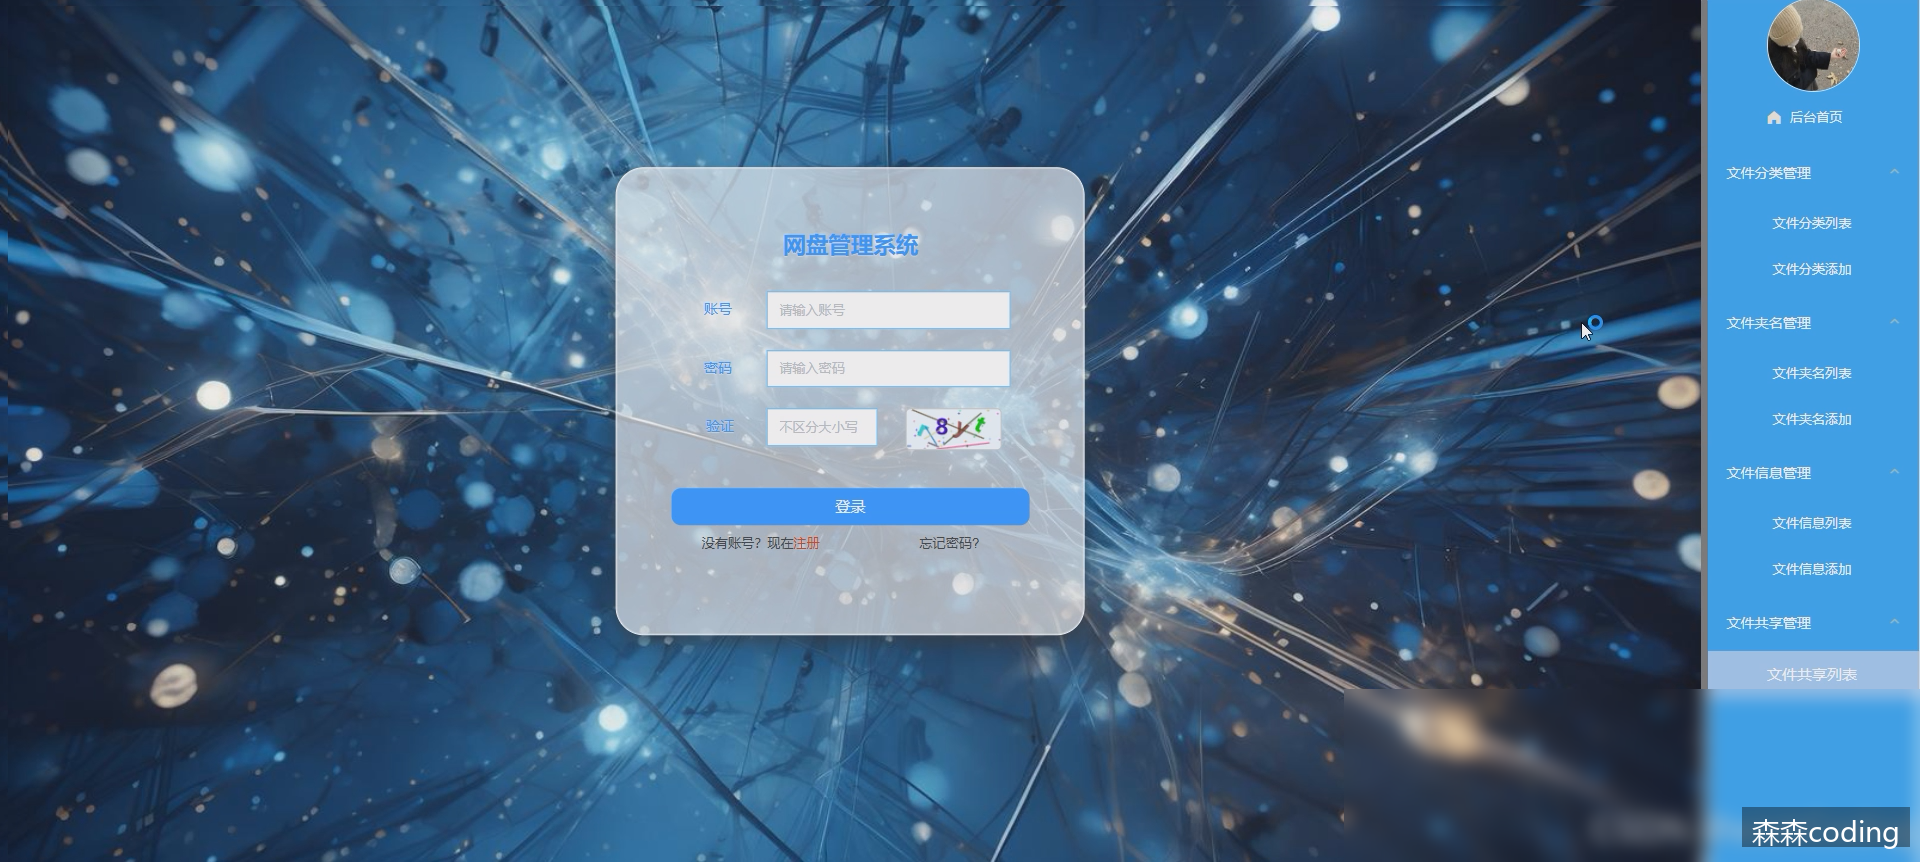 网盘管理系统
账号 请输入账号
密码 请输入密码
验证 不区分大小写 8yt
登录
没有账号？现在注册 忘记密码？
后台首页
文件分类管理
文件分类列表
文件分类添加
文件夹名管理
文件夹名列表
文件夹名添加
文件信息管理
文件信息列表
文件信息添加
文件共享管理
文件共享列表
森森coding